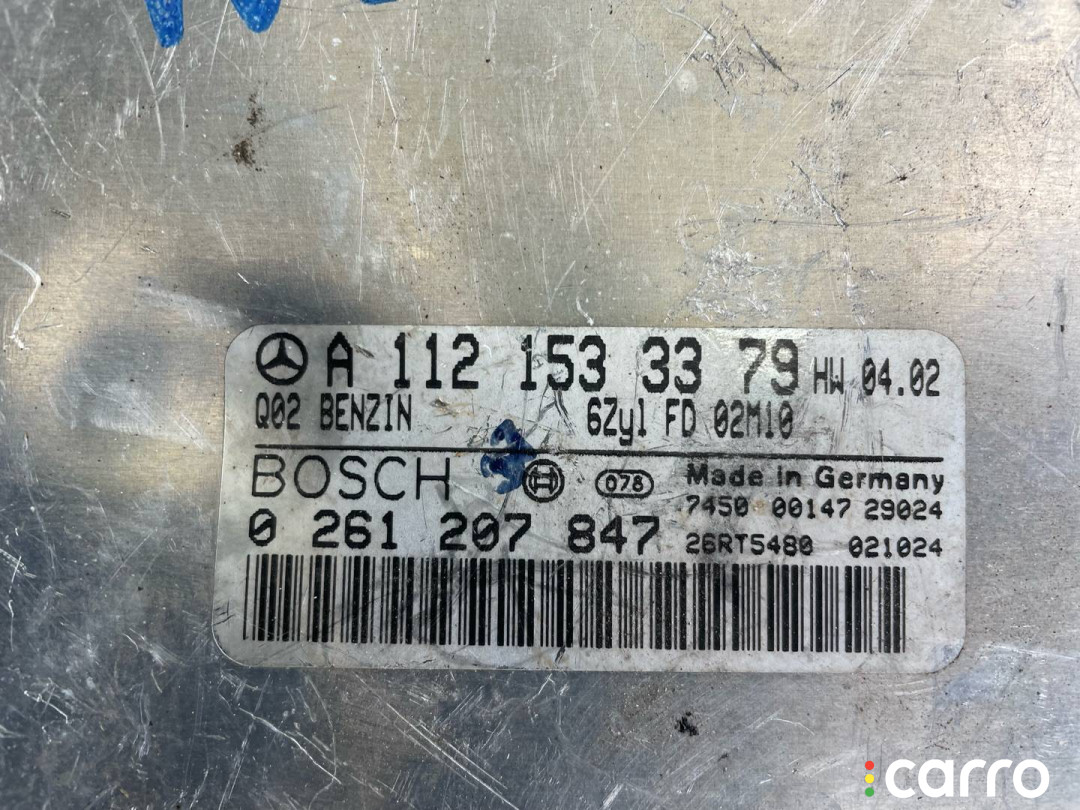 A 112 153 33 79 HW 04.02
Q02 BENZIN 6Zyl FD 02M10
BOSCH 078 Made in Germany
7450 00147 29024
0 261 207 847 26RT5480 021024
carro